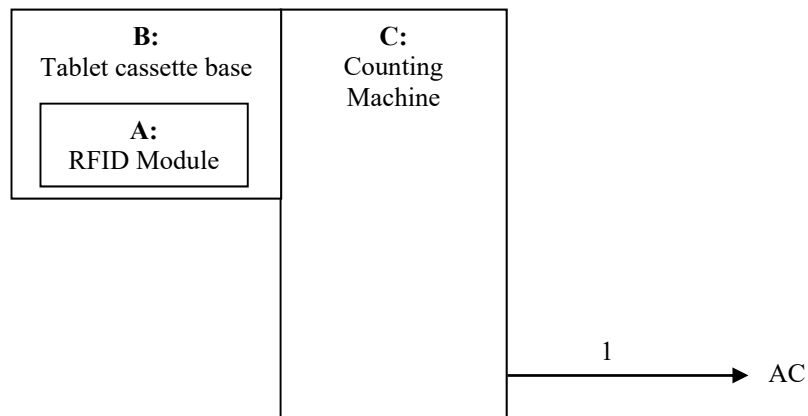 B:
Tablet cassette base
A:
RFID Module
C:
Counting
Machine
1
AC